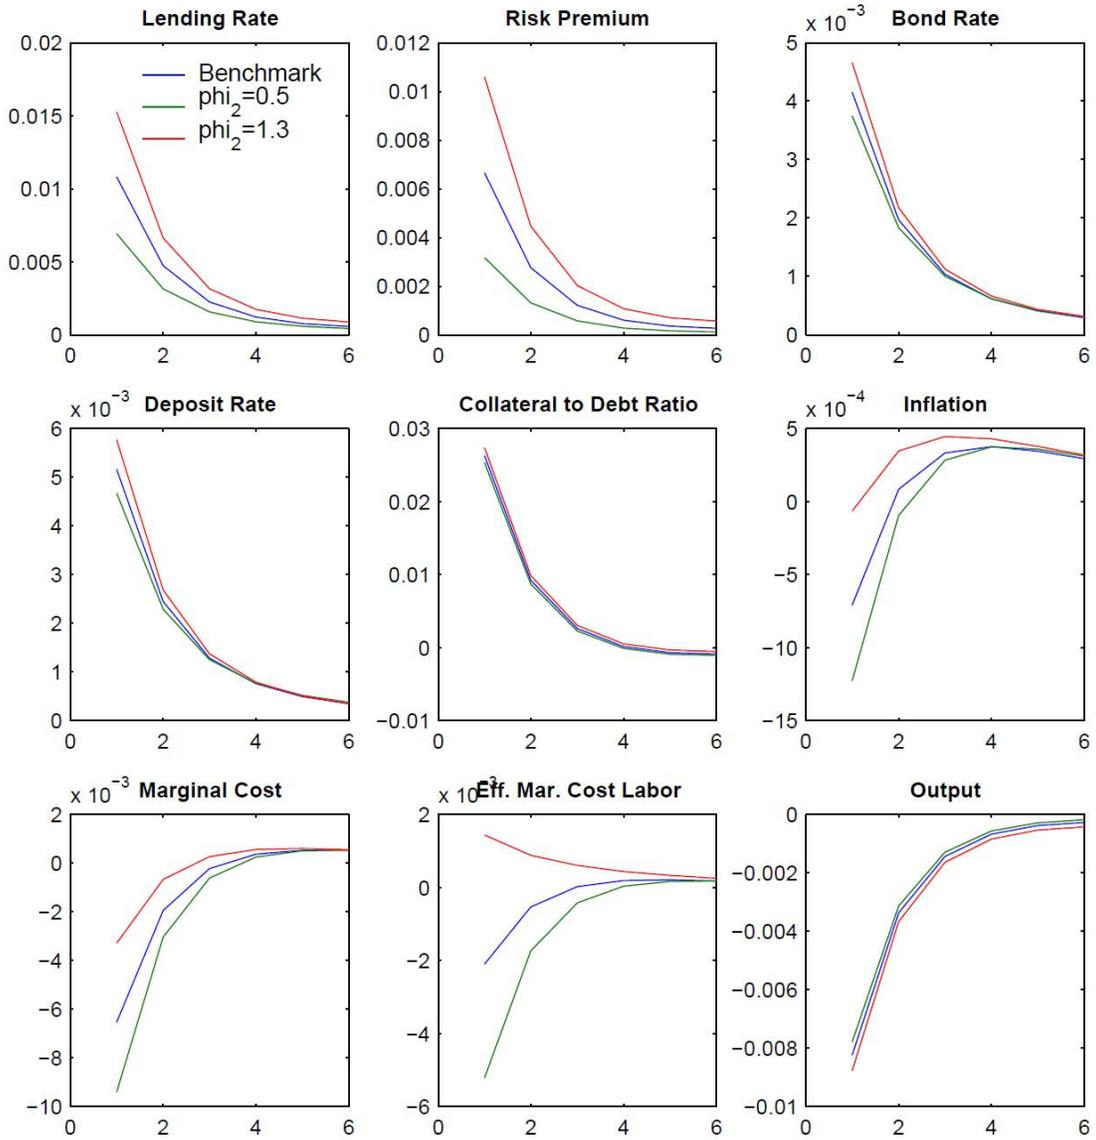 Lending Rate
0.02
0.015
0.01
0.005
0
0 2 4 6
Benchmark
phi2=0.5
phi2=1.3
Risk Premium
0.012
0.01
0.008
0.006
0.004
0.002
0
0 2 4 6
x 10−3 Bond Rate
5
4
3
2
1
0
0 2 4 6
x 10−3 Deposit Rate
6
5
4
3
2
1
0
0 2 4 6
Collateral to Debt Ratio
0.03
0.02
0.01
0
−0.01
0 2 4 6
x 10−4 Inflation
5
0
−5
−10
−15
0 2 4 6
x 10−3 Marginal Cost
2
0
−2
−4
−6
−8
−10
0 2 4 6
x 10−3 Eff. Mar. Cost Labor
2
0
−2
−4
−6
0 2 4 6
Output
0
−0.002
−0.004
−0.006
−0.008
−0.01
0 2 4 6